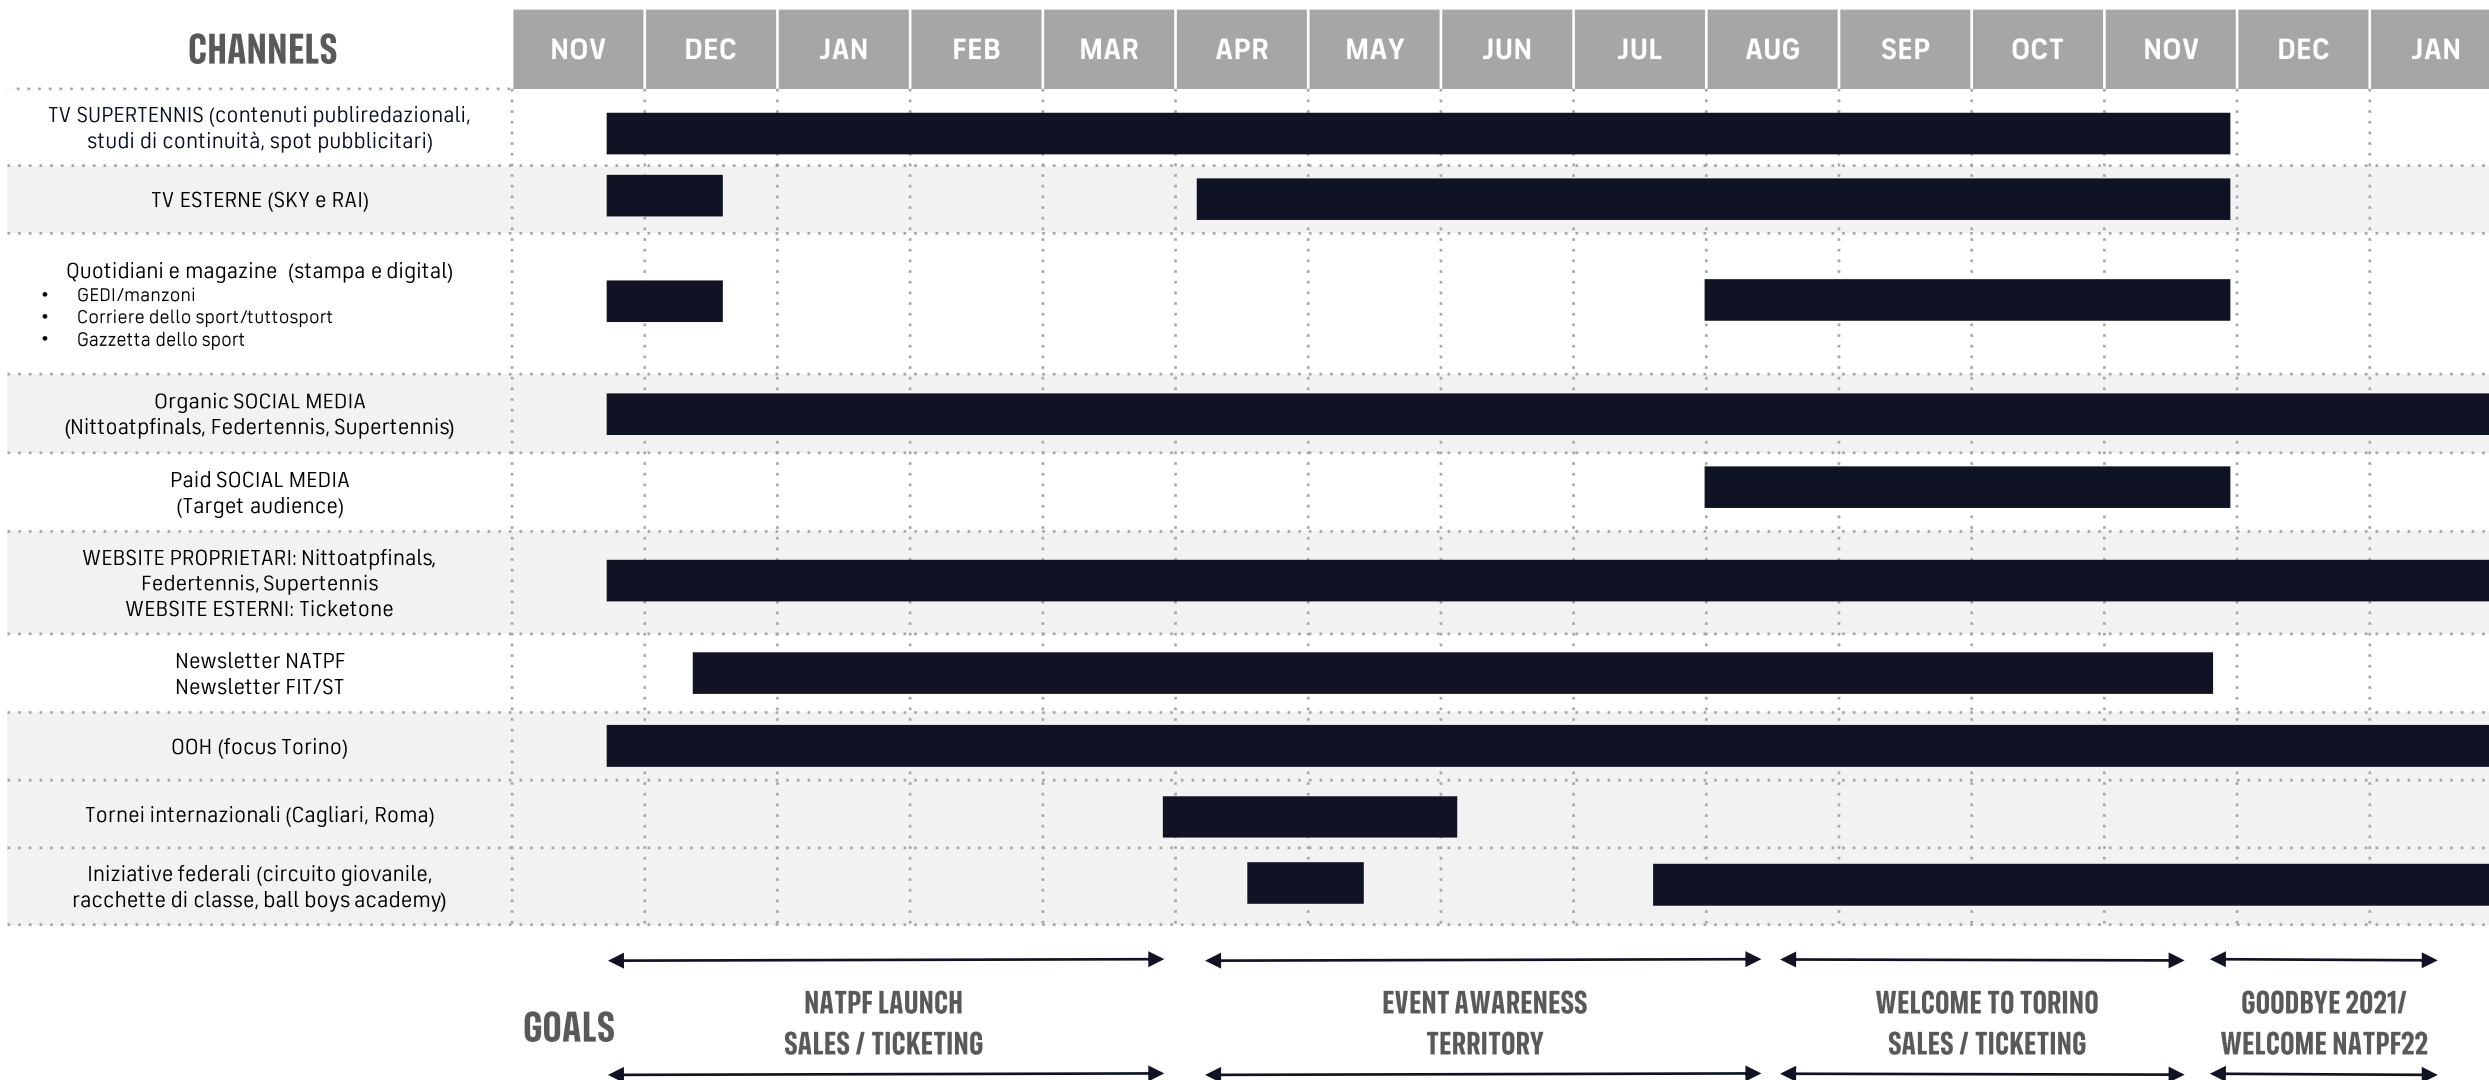 CHANNELS NOV DEC JAN FEB MAR APR MAY JUN JUL AUG SEP OCT NOV DEC JAN
TV SUPERTENNIS (contenuti publiredazionali,
studi di continuità, spot pubblicitari)
TV ESTERNE (SKY e RAI)
Quotidiani e magazine (stampa e digital)
• GEDI/manzoni
• Corriere dello sport/tuttosport
• Gazzetta dello sport
Organic SOCIAL MEDIA
(Nittoatpfinals, Federtennis, Supertennis)
Paid SOCIAL MEDIA
(Target audience)
WEBSITE PROPRIETARI: Nittoatpfinals,
Federtennis, Supertennis
WEBSITE ESTERNI: Ticketone
Newsletter NATPF
Newsletter FIT/ST
OOH (focus Torino)
Tornei internazionali (Cagliari, Roma)
Iniziative federali (circuito giovanile,
racchette di classe, ball boys academy)
GOALS
NATPF LAUNCH
SALES / TICKETING
EVENT AWARENESS
TERRITORY
WELCOME TO TORINO
SALES / TICKETING
GOODBYE 2021/
WELCOME NATPF22